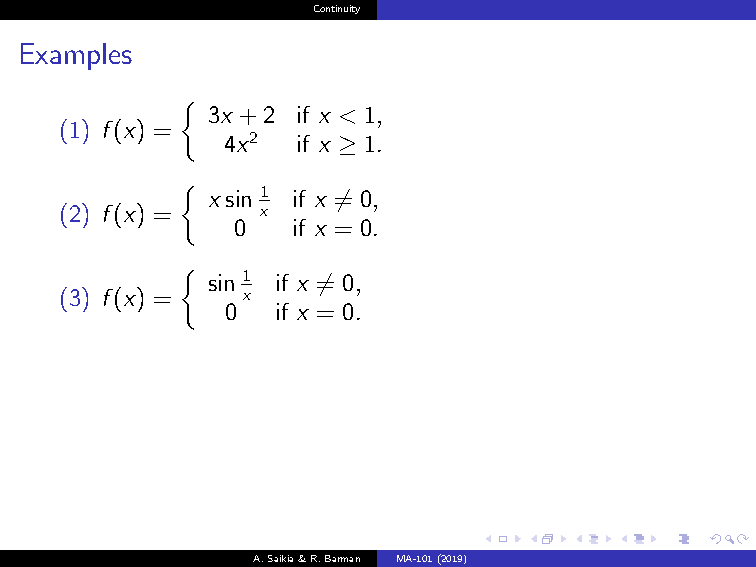 Continuity
Examples
(1) f(x) = { 3x + 2 if x < 1,
4x² if x ≥ 1.
(2) f(x) = { x sin 1/x if x ≠ 0,
0 if x = 0.
(3) f(x) = { sin 1/x if x ≠ 0,
0 if x = 0.
A. Saikia & R. Barman MA-101 (2019)